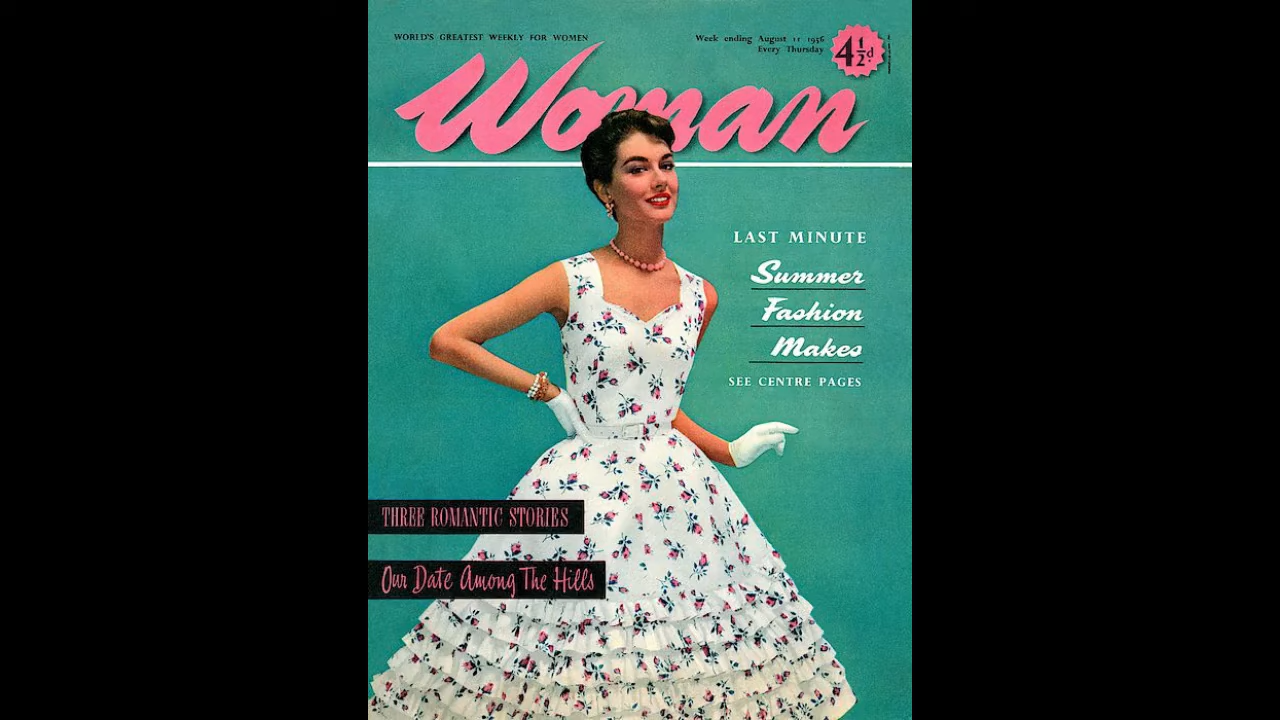 WORLD'S GREATEST WEEKLY FOR WOMEN
Week ending August 11 1956
Every Thursday
4½d.
Woman
LAST MINUTE
Summer
Fashion
Makes
SEE CENTRE PAGES
THREE ROMANTIC STORIES
Our Date Among The Hills